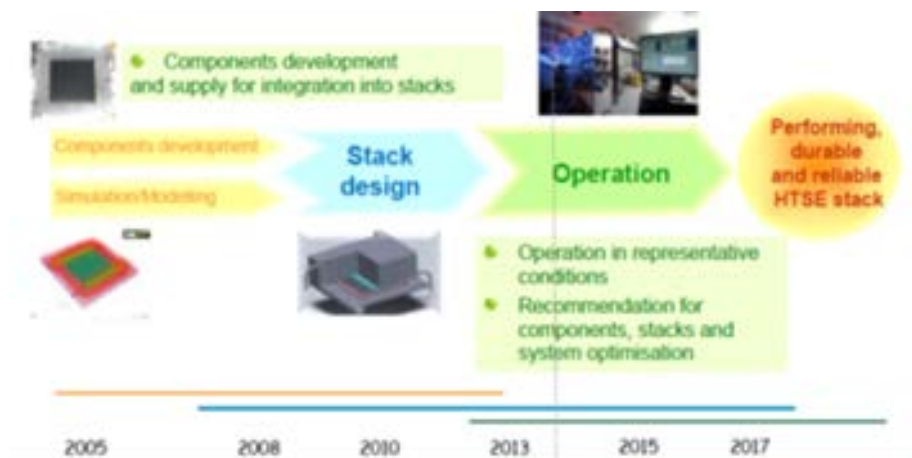 Components development
and supply for integration into stacks
Components development
Simulation/Modelling
Stack
design
Operation
Performing,
durable
and reliable
HTSE stack
Operation in representative
conditions
Recommendation for
components, stacks and
system optimisation
2005
2008
2010
2013
2015
2017